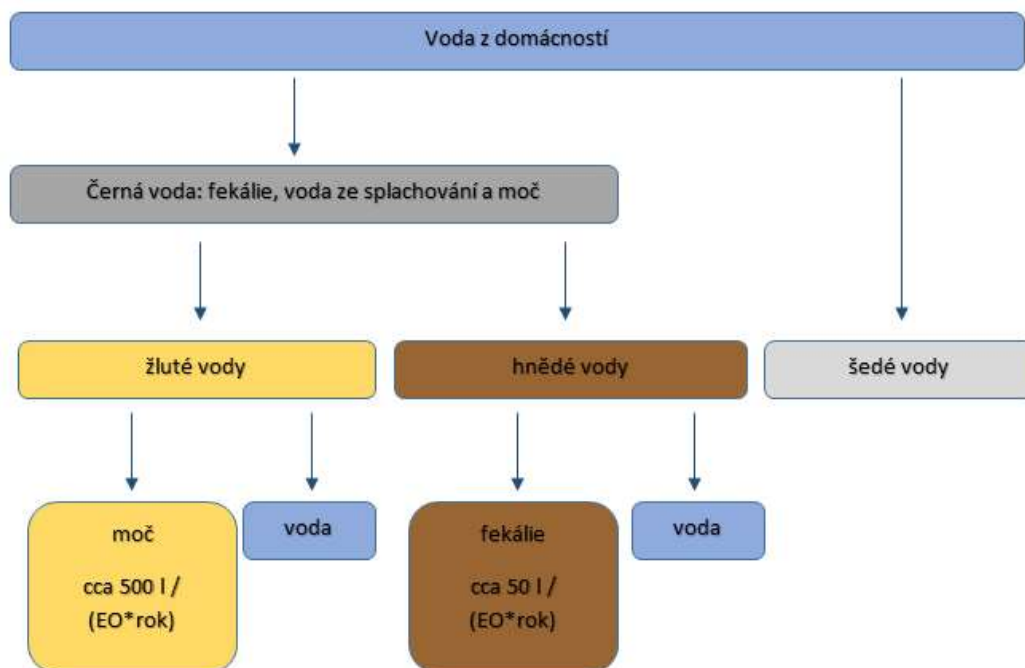 Voda z domácností
Černá voda: fekálie, voda ze splachování a moč
žluté vody
hnědé vody
šedé vody
moč
cca 500 l /
(EO*rok)
voda
fekálie
cca 50 l /
(EO*rok)
voda